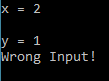 x = 2
y = 1
Wrong Input!